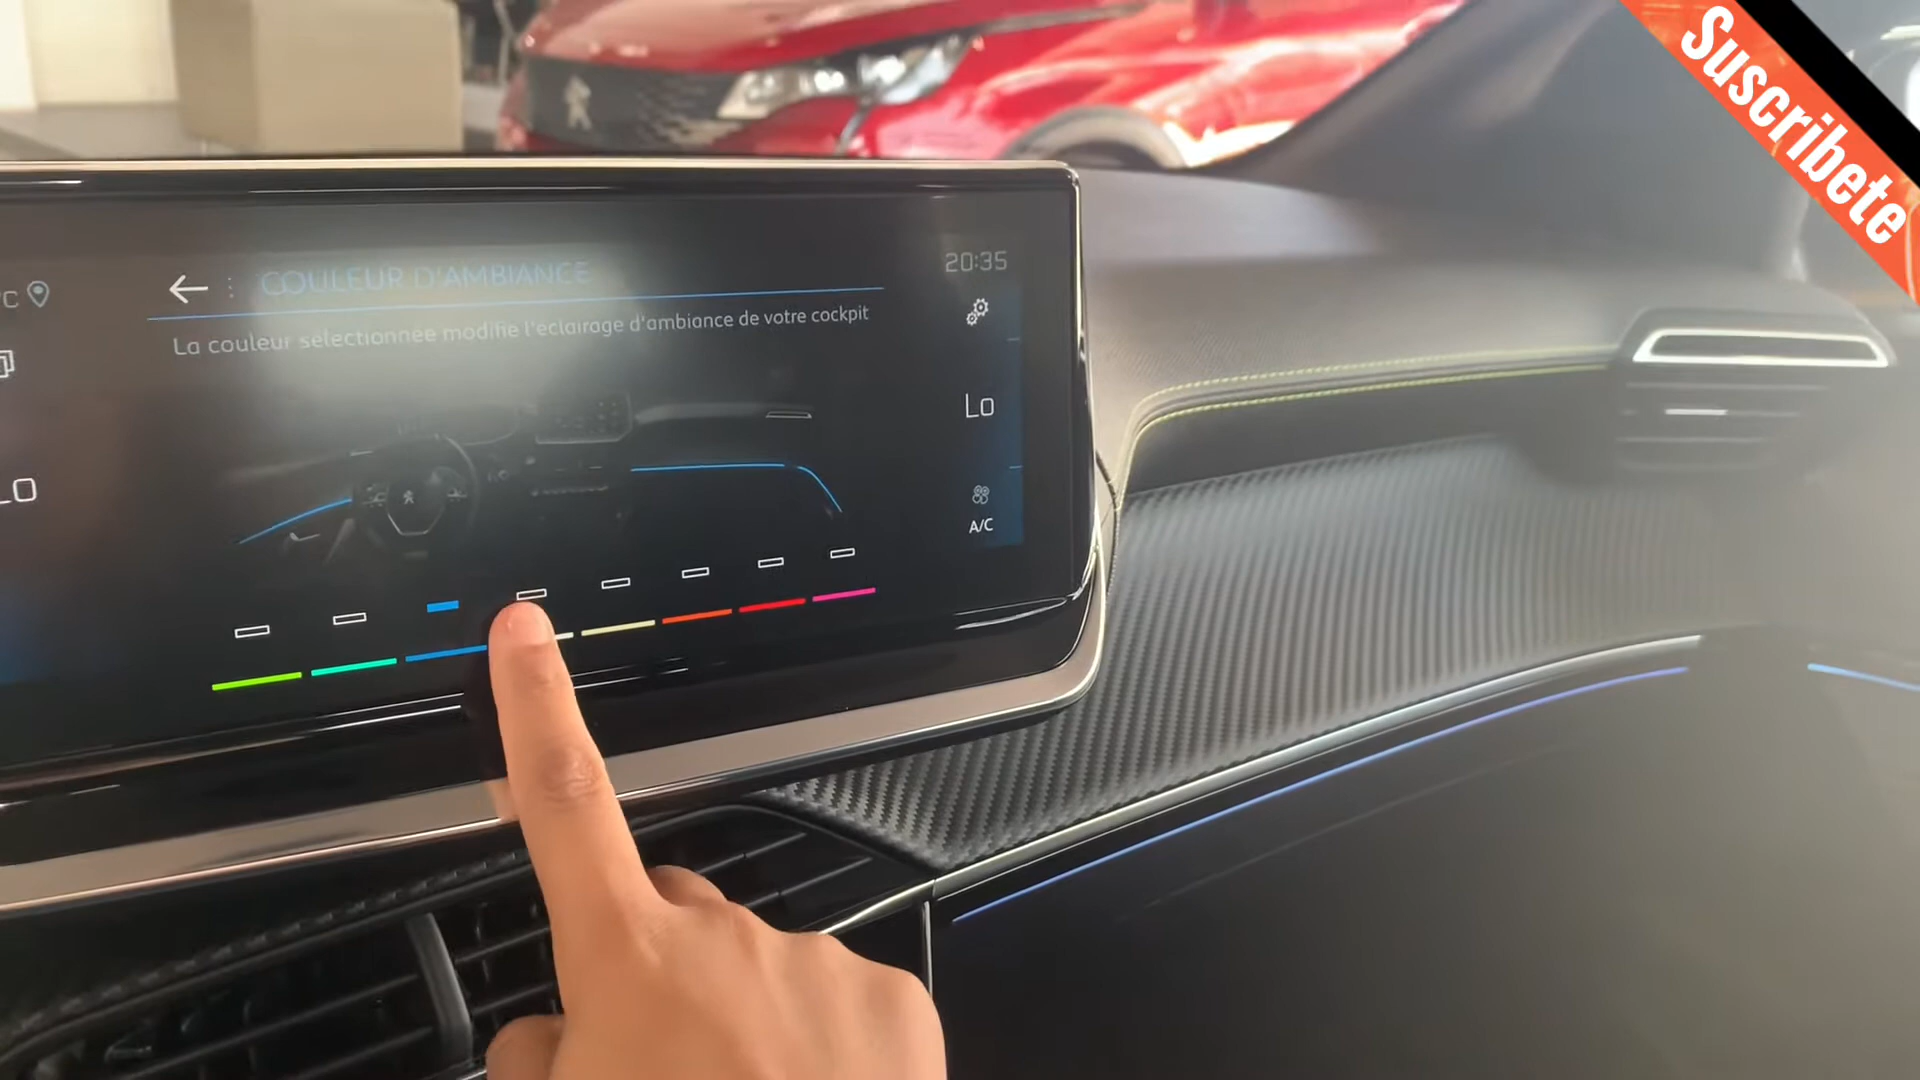 Suscribete
COULEUR D'AMBIANCE
20:35
°C
La couleur sélectionnée modifie l'éclairage d'ambiance de votre cockpit
Lo
LO
A/C